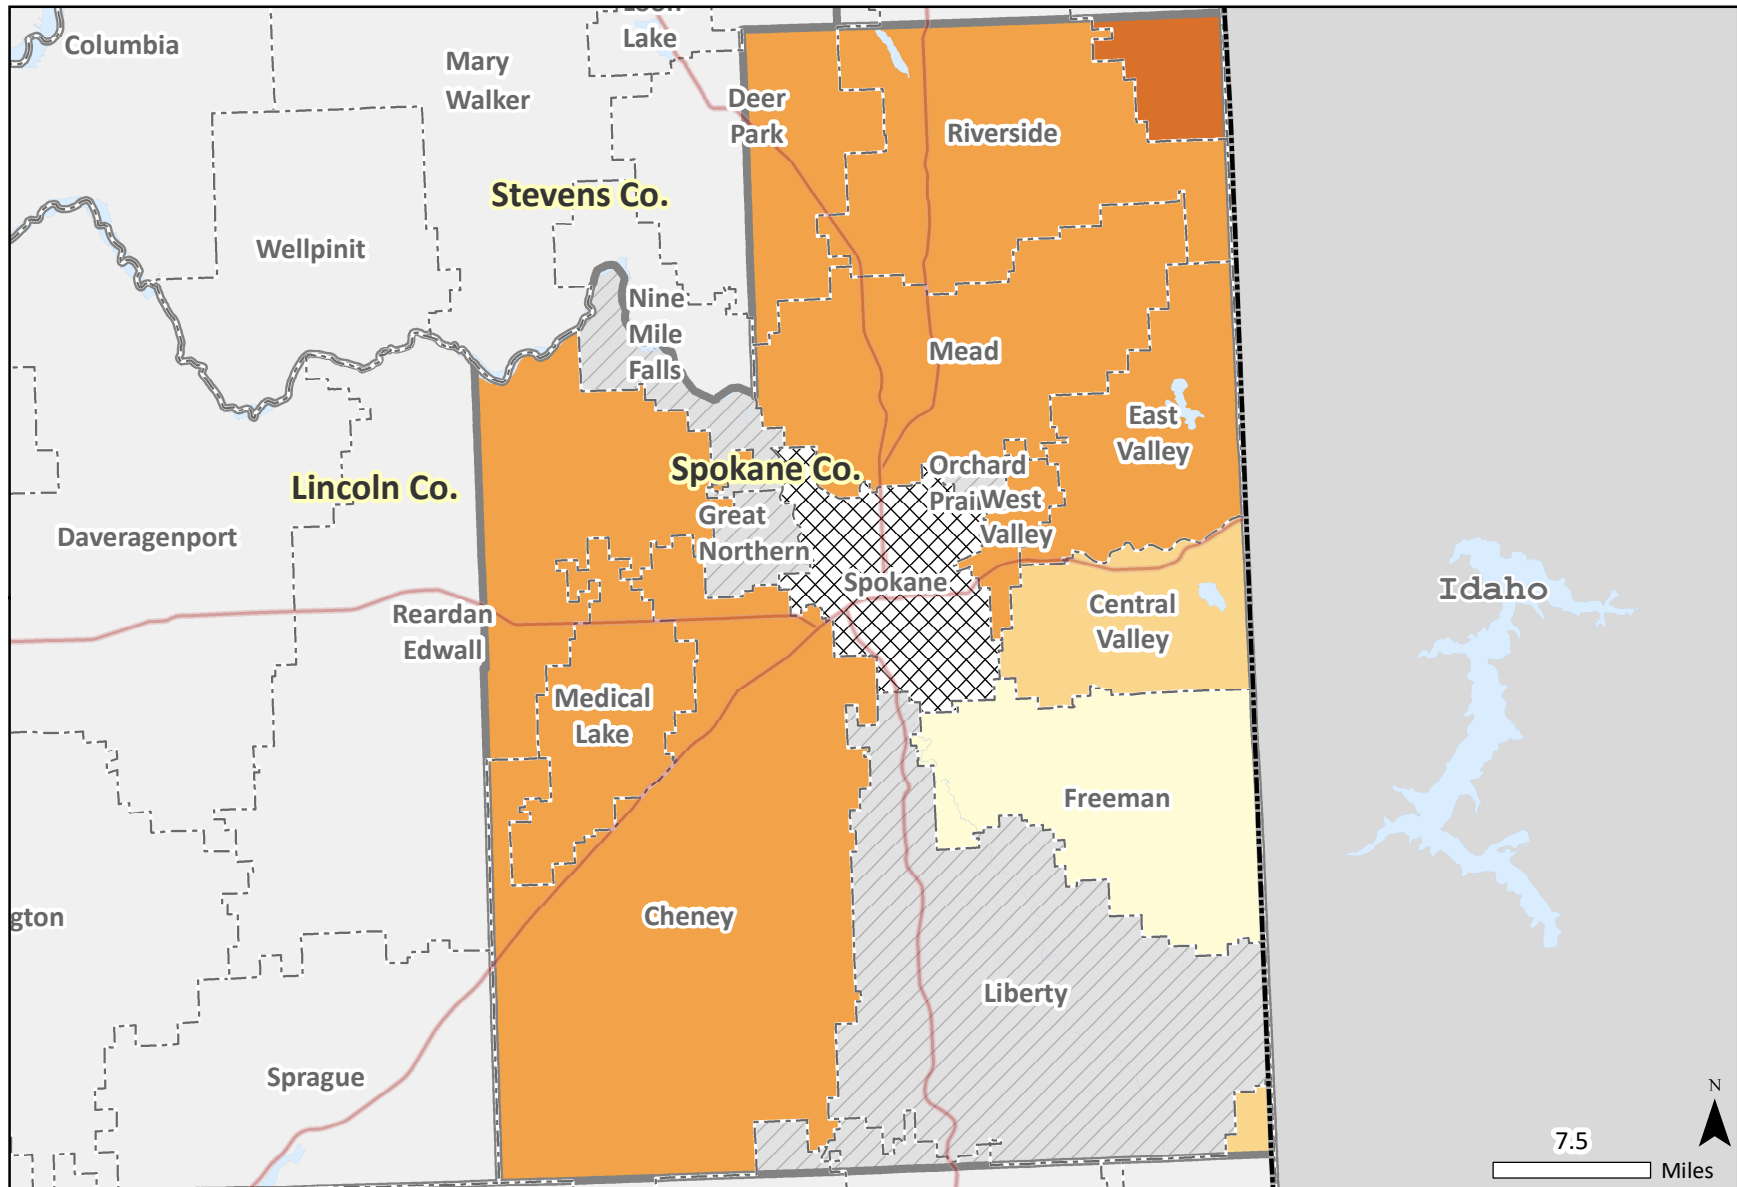 Loon
Lake
Columbia
Mary
Walker
Deer
Park
Riverside
Stevens Co.
Wellpinit
Nine
Mile
Falls
Mead
East
Valley
Spokane Co.
Orchard
Prai
West
Valley
Lincoln Co.
Great
Northern
Daveragenport
Spokane
Idaho
Reardan
Edwall
Central
Valley
Medical
Lake
Freeman
Cheney
gton
Liberty
Sprague
N
7.5
Miles